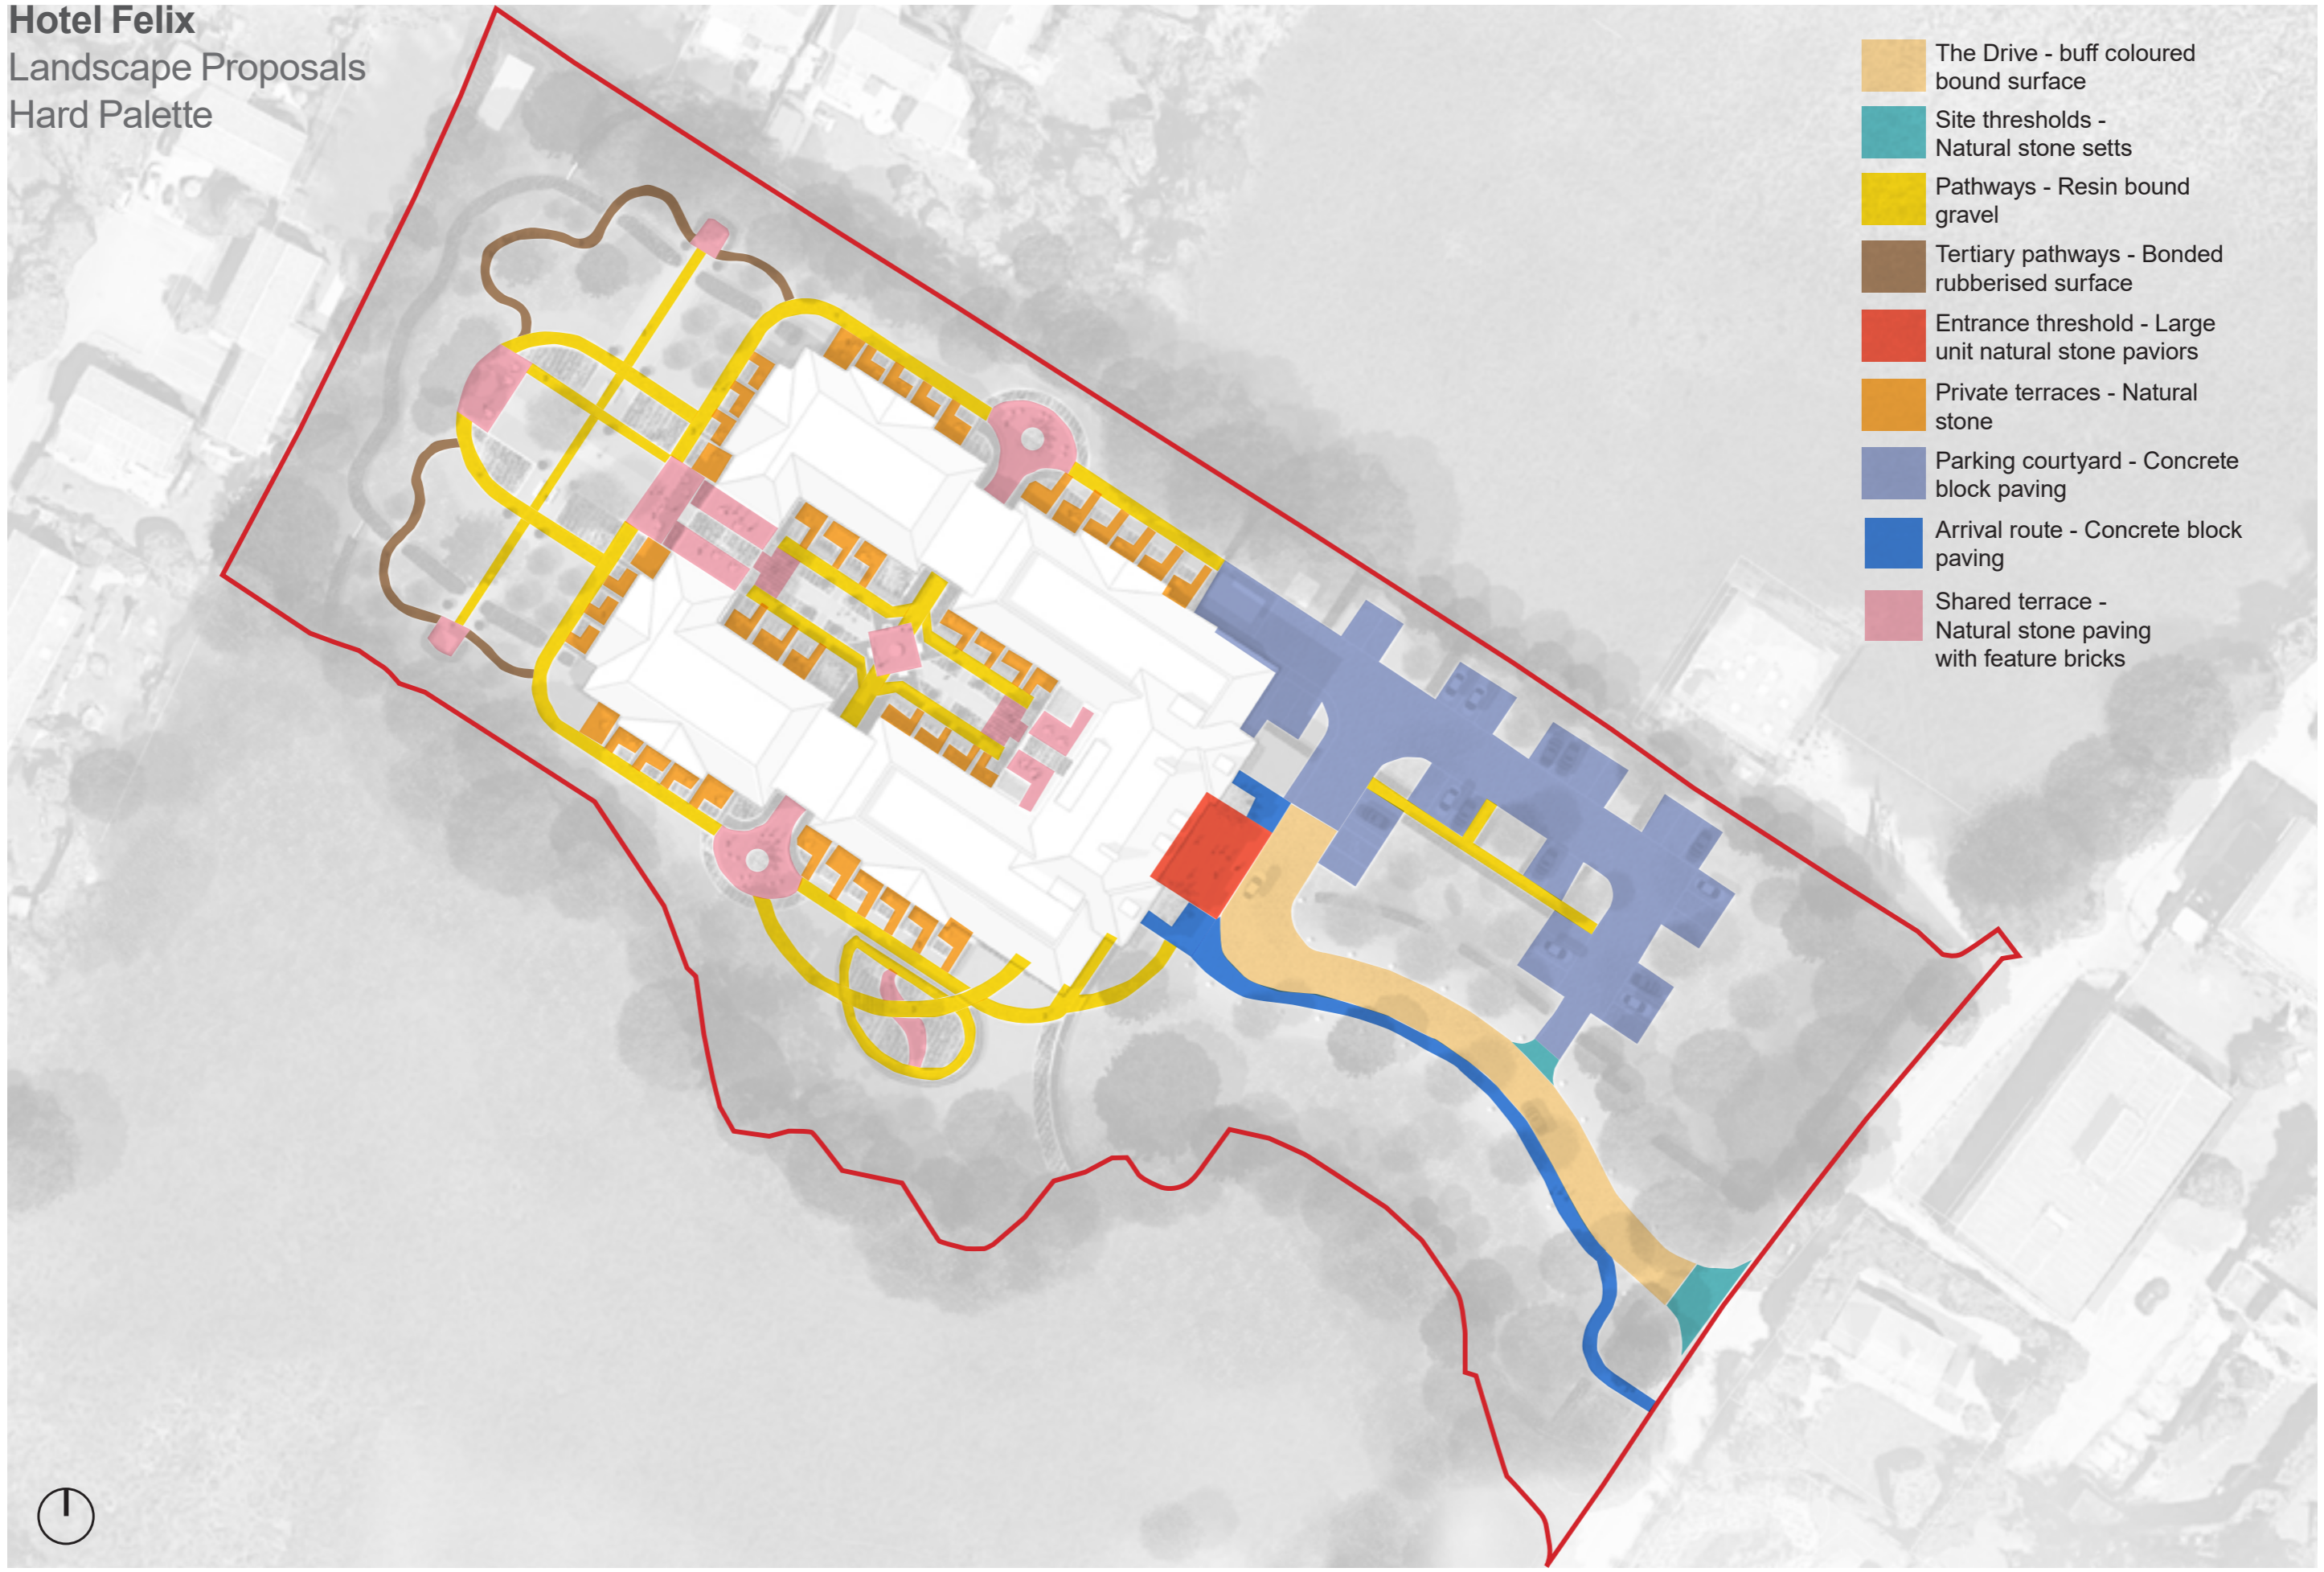 Hotel Felix
Landscape Proposals
Hard Palette
The Drive - buff coloured
bound surface
Site thresholds -
Natural stone setts
Pathways - Resin bound
gravel
Tertiary pathways - Bonded
rubberised surface
Entrance threshold - Large
unit natural stone paviors
Private terraces - Natural
stone
Parking courtyard - Concrete
block paving
Arrival route - Concrete block
paving
Shared terrace -
Natural stone paving
with feature bricks